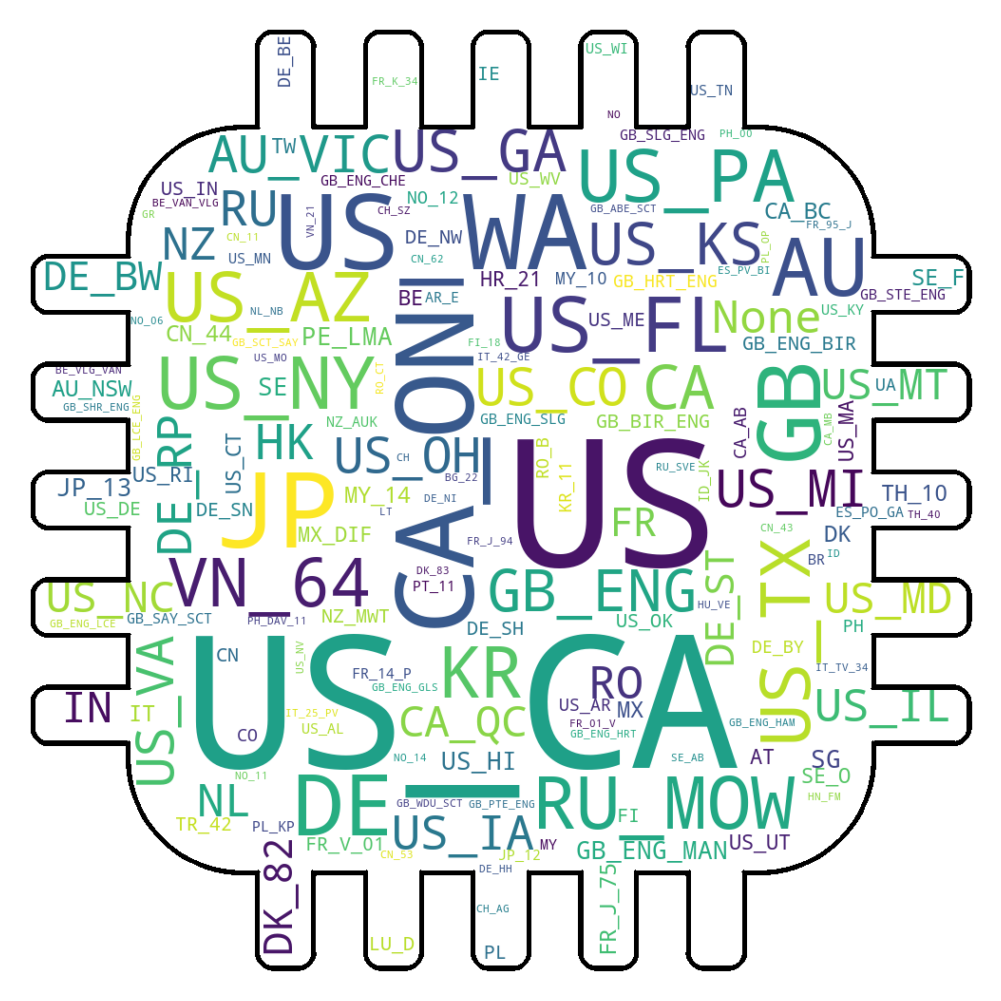 DE_BE
FR_K_34
IE
US_WI
US_TN
NO
GB_SLG_ENG
PH_00
AU_VIC
TW
US_GA
US_PA
GB_ENG_CHE
US_WV
US_IN
BE_VAN_VLG
NO_12
GB_ABE_SCT
CA_BC
GR
RU
VN_21
CH_SZ
FR_95_J
US_WA
US_KS
PL_OP
AU
NZ
CN_11
DE_NW
US_MN
CN_62
ES_PV_BI
DE_BW
HR_21
MY_10
GB_HRT_ENG
SE_F
GB_STE_ENG
US_AZ
BE
AR_E
NL_NB
US_FL
US_ME
None
US_KY
NO_06
CN_44
PE_LMA
GB_SCT_SAY
FI_18
GB_ENG_BIR
US_MO
IT_42_GE
BE_VLG_VAN
AU_NSW
US_NY
SE
RO_CT
CA_ONI
US_CO
CA
GB
US_MT
UA
GB_SHR_ENG
GB_LCE_ENG
NZ_AUK
GB_ENG_SLG
GB_BIR_ENG
CA_AB
CA_MB
US_MA
DE_RP
HK
US_CT
US_OH
CH
RO_B
KR_11
US
RU_SVE
ID_JK
US_RI
BG_22
US_MI
JP_13
TH_10
US_DE
DE_SN
JP
MY_14
DE_NI
LT
FR
ES_PO_GA
TH_40
MX_DIF
FR_J_94
CN_43
DK
BR
ID
VN_64
DK_83
PT_11
GB_ENG
DE_ST
US_TX
US_NC
US_MD
GB_ENG_LCE
GB_SAY_SCT
PH_DAV_11
NZ_MWT
HU_VE
US_OK
DE_SH
PH
US_VA
CN
US_NV
US_CA
KR
DE_BY
FR_14_P
GB_ENG_GLS
RO
IT_TV_34
IN
IT
IT_25_PV
US_AL
CA_QC
US_AR
MX
FR_01_V
GB_ENG_HRT
GB_ENG_HAM
US_IL
CO
NO_11
NO_14
US_HI
SE_AB
AT
SG
SE_O
HN_FM
NL
DE
GB_WDU_SCT
GB_PTE_ENG
RU_MOW
FI
TR_42
PL_KP
FR_V_01
US_IA
MY
CN_53
JP_12
GB_ENG_MAN
US_UT
DK_82
DE_HH
FR_J_75
CH_AG
LU_D
PL